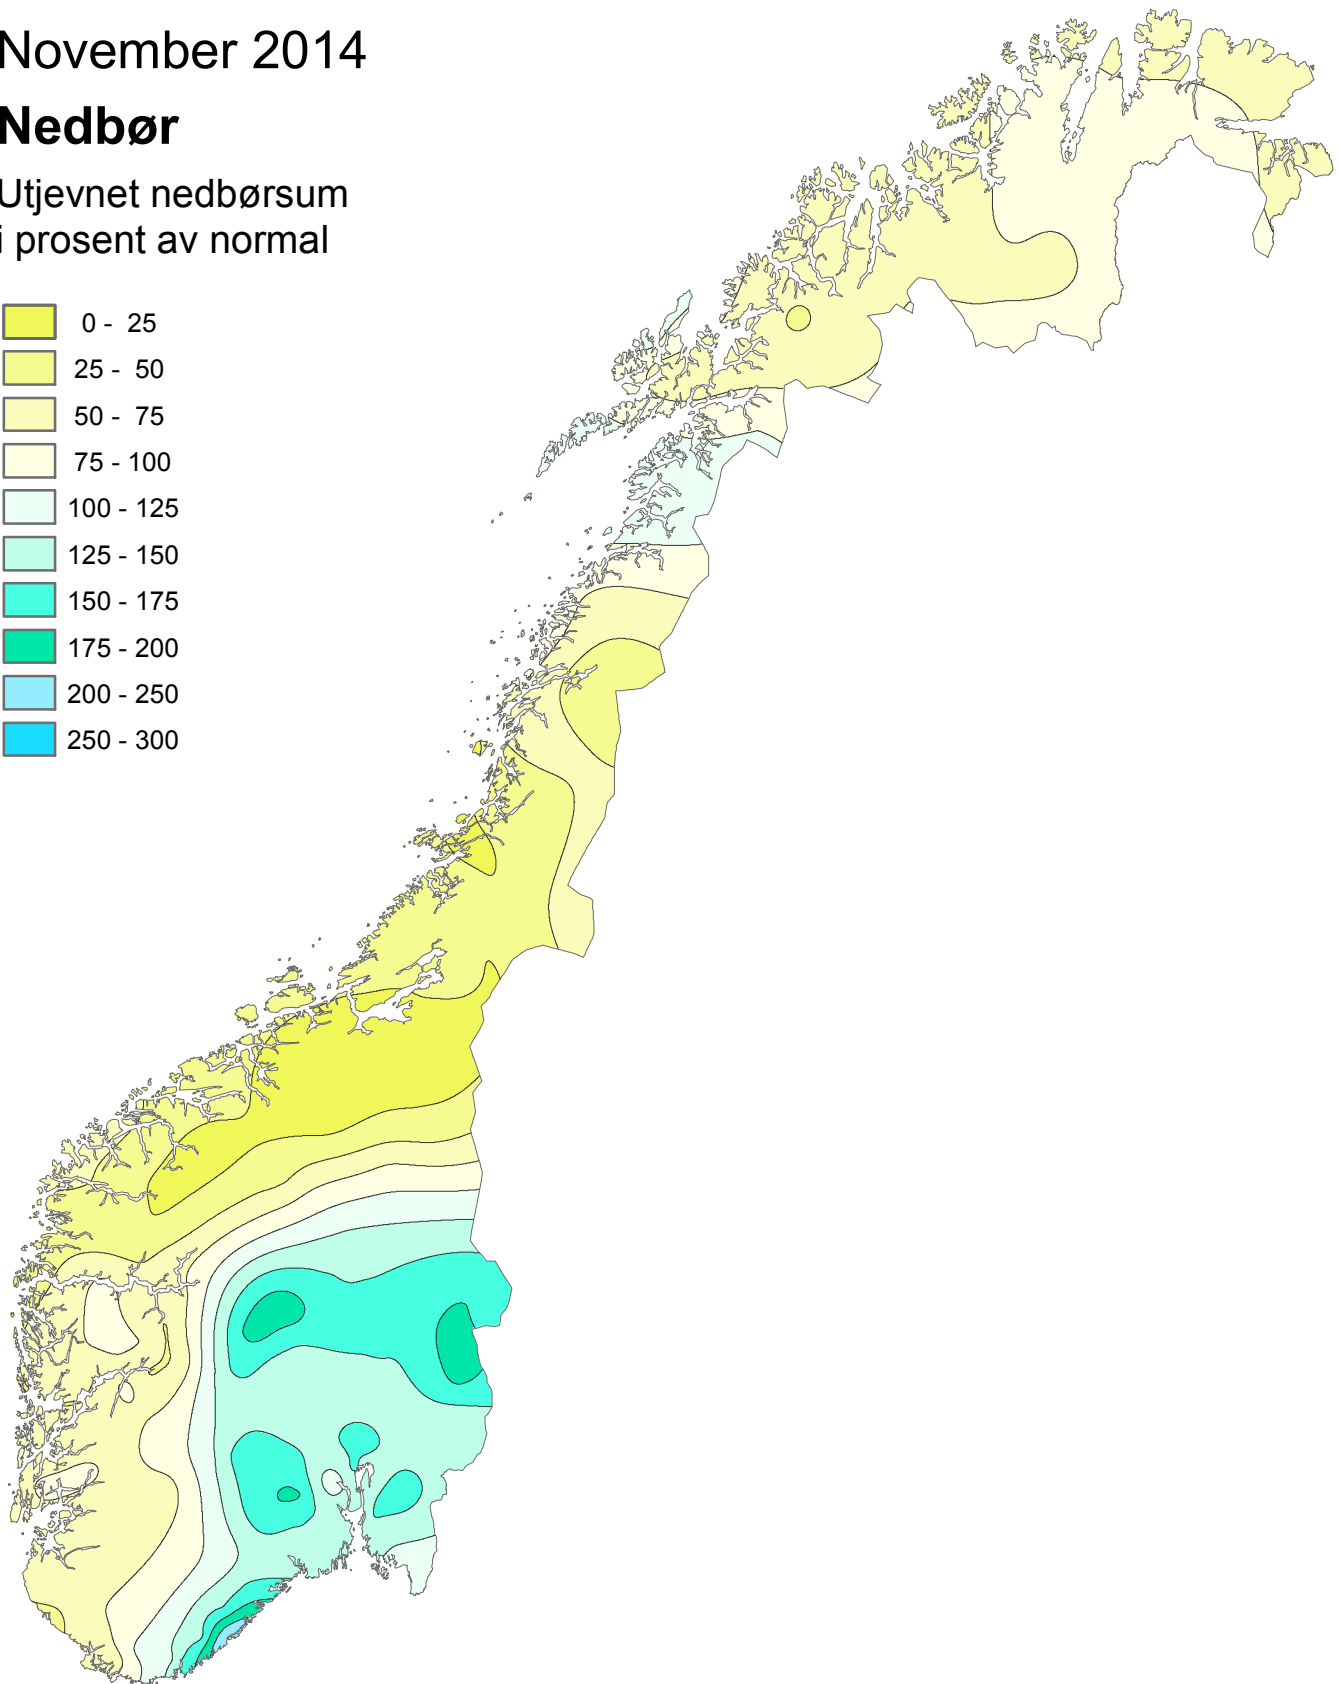 November 2014
Nedbør
Utjevnet nedbørsum
i prosent av normal
0 - 25
25 - 50
50 - 75
75 - 100
100 - 125
125 - 150
150 - 175
175 - 200
200 - 250
250 - 300